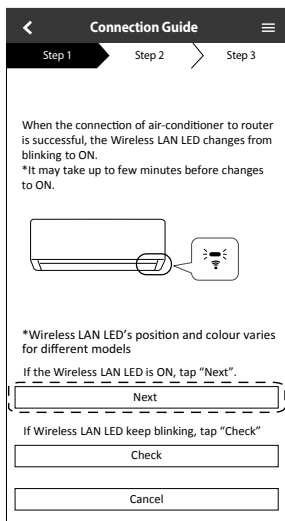 Connection Guide
Step 1 Step 2 Step 3
When the connection of air-conditioner to router
is successful, the Wireless LAN LED changes from
blinking to ON.
*It may take up to few minutes before changes
to ON.
*Wireless LAN LED's position and colour varies
for different models
If the Wireless LAN LED is ON, tap “Next”.
Next
If Wireless LAN LED keep blinking, tap “Check”
Check
Cancel